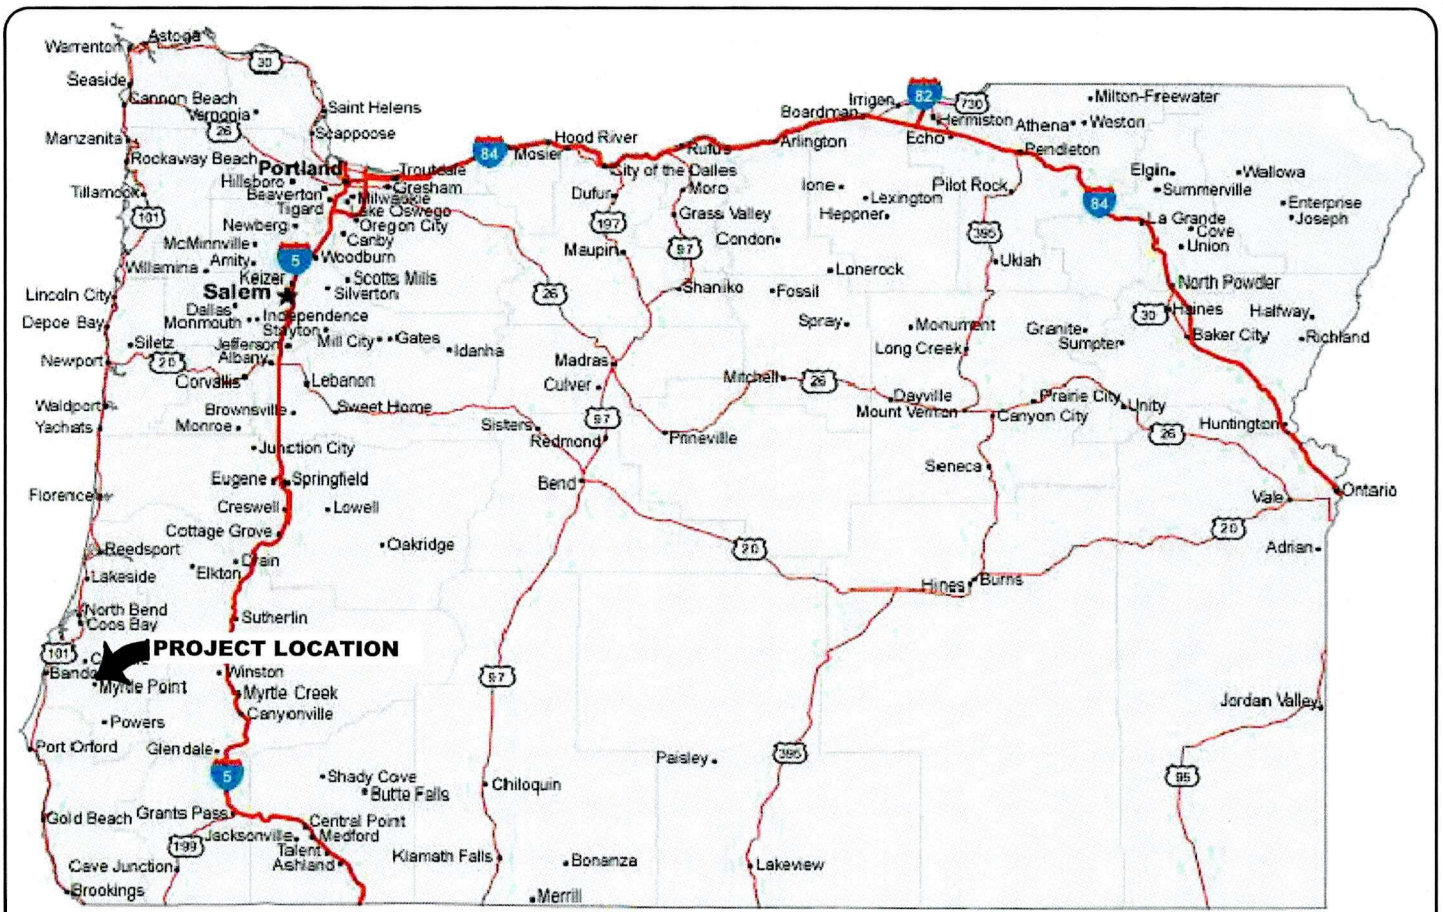 Astoria
Warrenton
30
Seaside
Cannon Beach
Vernonia
Saint Helens
26
Scappoose
Manzanita
Rockaway Beach
Portland
Troutdale
Hillsboro
Gresham
Tillamook
Beaverton
Milwaukie
Tigard
Lake Oswego
101
Newberg
Oregon City
McMinnville
Canby
5
Woodburn
Amity
Willamina
Keizer
Scotts Mills
Salem
Silverton
Lincoln City
Dallas
Independence
Depoe Bay
Monmouth
Stayton
Mill City
Gates
Siletz
Jefferson
Idanha
Newport
20
Albany
Corvallis
Lebanon
Waldport
Brownsville
Sweet Home
Yachats
Monroe
Junction City
Eugene
Springfield
Florence
Creswell
Lowell
Cottage Grove
Oakridge
Reedsport
Drain
Lakeside
Elkton
North Bend
Coos Bay
Sutherlin
PROJECT LOCATION
101
Winston
Myrtle Point
Myrtle Creek
Powers
Canyonville
Port Orford
Glendale
5
Shady Cove
Butte Falls
Gold Beach
Grants Pass
Central Point
Jacksonville
Medford
199
Talent
Cave Junction
Ashland
Brookings
84
Mosier
Hood River
Rufus
Arlington
Boardman
Irrigon
82
730
Hermiston
Echo
Milton-Freewater
Athena
Weston
Pendleton
City of the Dalles
Dufur
Moro
197
Grass Valley
97
Maupin
Condon
Ione
Lexington
Heppner
Pilot Rock
84
Elgin
Wallowa
Summerville
Enterprise
Joseph
La Grande
Cove
Union
395
Ukiah
Lonerock
26
Shaniko
Fossil
North Powder
30
Haines
Halfway
Spray
Monument
Granite
Sumpter
Baker City
Richland
Long Creek
Madras
Culver
Mitchell
26
Dayville
Prairie City
Unity
Mount Vernon
Canyon City
97
Sisters
Redmond
Prineville
26
Huntington
Seneca
Bend
Vale
Ontario
20
20
Adrian
Hines
Burns
97
Jordan Valley
Paisley
395
95
Chiloquin
Klamath Falls
Bonanza
Lakeview
Merrill